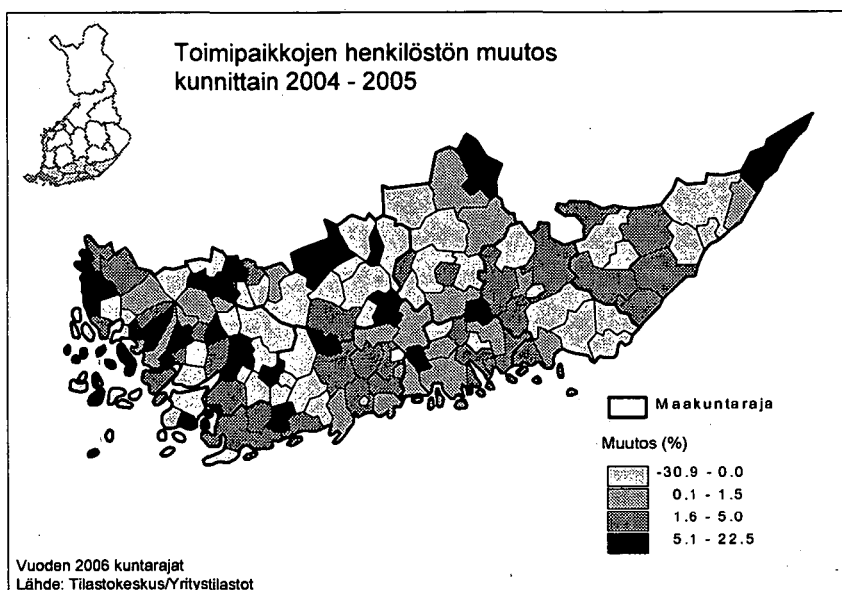 Toimipaikkojen henkilöstön muutos
kunnittain 2004 - 2005
Maakuntaraja
Muutos (%)
-30.9 - 0.0
0.1 - 1.5
1.6 - 5.0
5.1 - 22.5
Vuoden 2006 kuntarajat
Lähde: Tilastokeskus/Yritystilastot